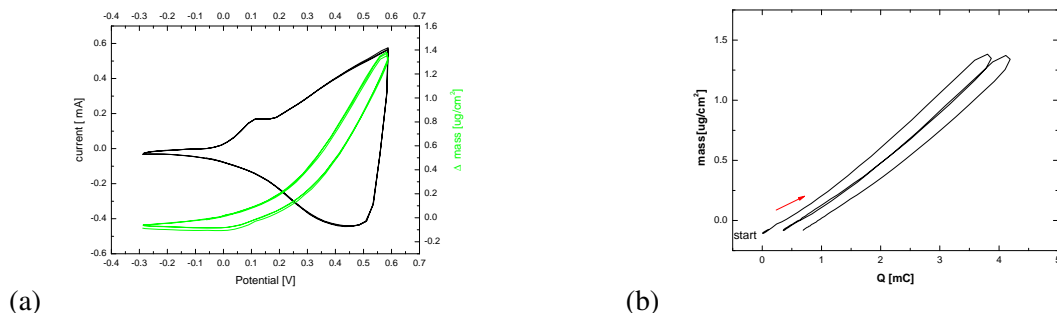 -0.4 -0.3 -0.2 -0.1 0.0 0.1 0.2 0.3 0.4 0.5 0.6 0.7
0.6
0.4
0.2
0.0
-0.2
-0.4
-0.6
current [ mA]
1.6
1.4
1.2
1.0
0.8
0.6
0.4
0.2
-0.0
-0.2
Δ mass [ug/cm²]
-0.4 -0.3 -0.2 -0.1 0.0 0.1 0.2 0.3 0.4 0.5 0.6 0.7
Potential [V]
(a)
1.5
1.0
0.5
0.0
mass[ug/cm²]
start
0 1 2 3 4 5
Q [mC]
(b)